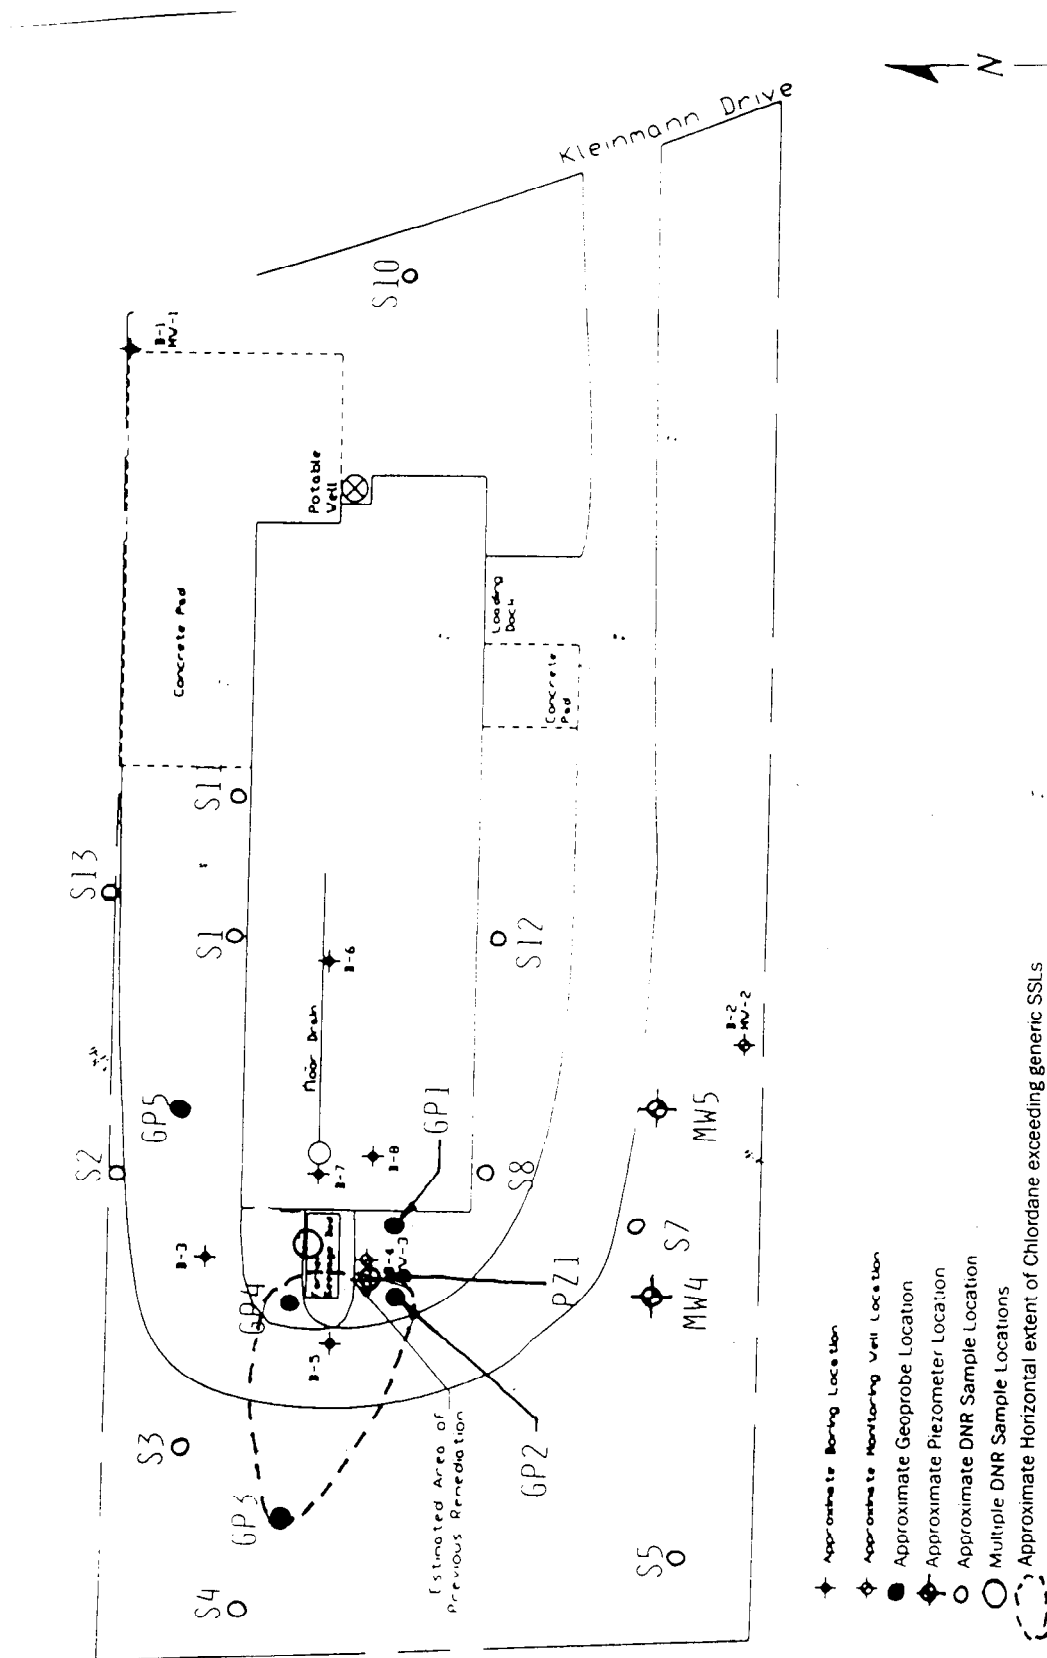 N
Kleinmann Drive
S10
B-1
MW-1
Potable
Well
Concrete Pad
Loading
Dock
Concrete
Pad
S11
S13
S1
S12
B-6
Floor Drain
B-2
MW-2
GP5
S2
GP1
B-7
B-8
S8
MW5
S7
B-3
PZ1
MW4
GP4
B-4
B-5
Estimated Area of
Previous Remediation
GP2
S3
GP3
S4
S5
Approximate Boring Location
Approximate Monitoring Well Location
Approximate Geoprobe Location
Approximate Piezometer Location
Approximate DNR Sample Location
Multiple DNR Sample Locations
Approximate Horizontal extent of Chlordane exceeding generic SSLs